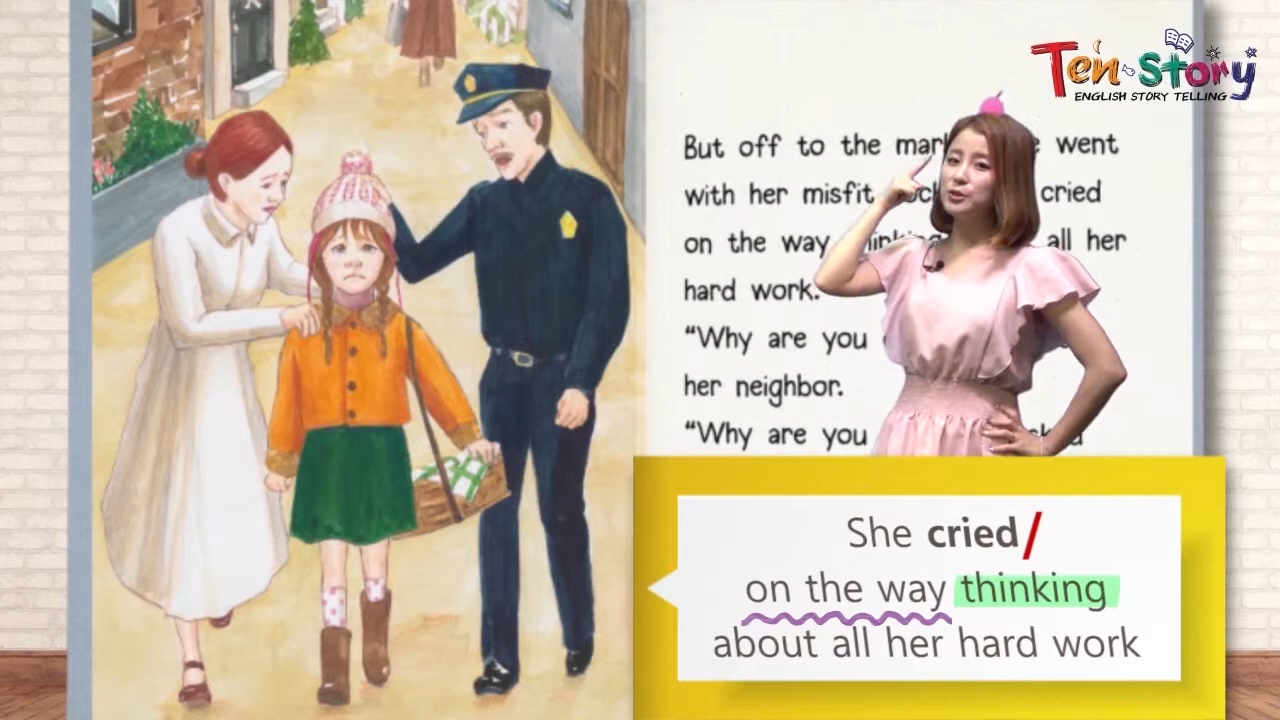 Ten Story
ENGLISH STORY TELLING
But off to the went
with her misfit cried
on the way all her
hard work.
“Why are you
her neighbor.
“Why are you
She cried/
on the way thinking
about all her hard work